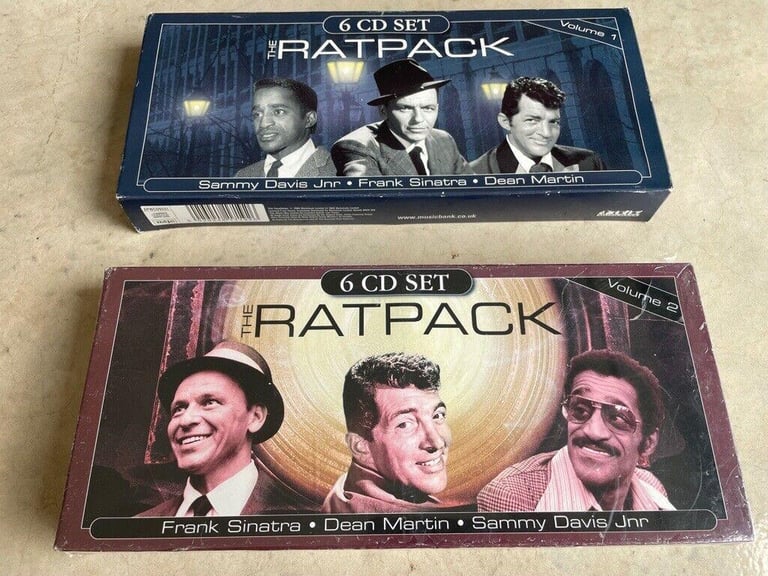 6 CD SET
Volume 1
THE RATPACK
Sammy Davis Jnr • Frank Sinatra • Dean Martin
www.musicbank.co.uk
6 CD SET
Volume 2
THE RATPACK
Frank Sinatra • Dean Martin • Sammy Davis Jnr